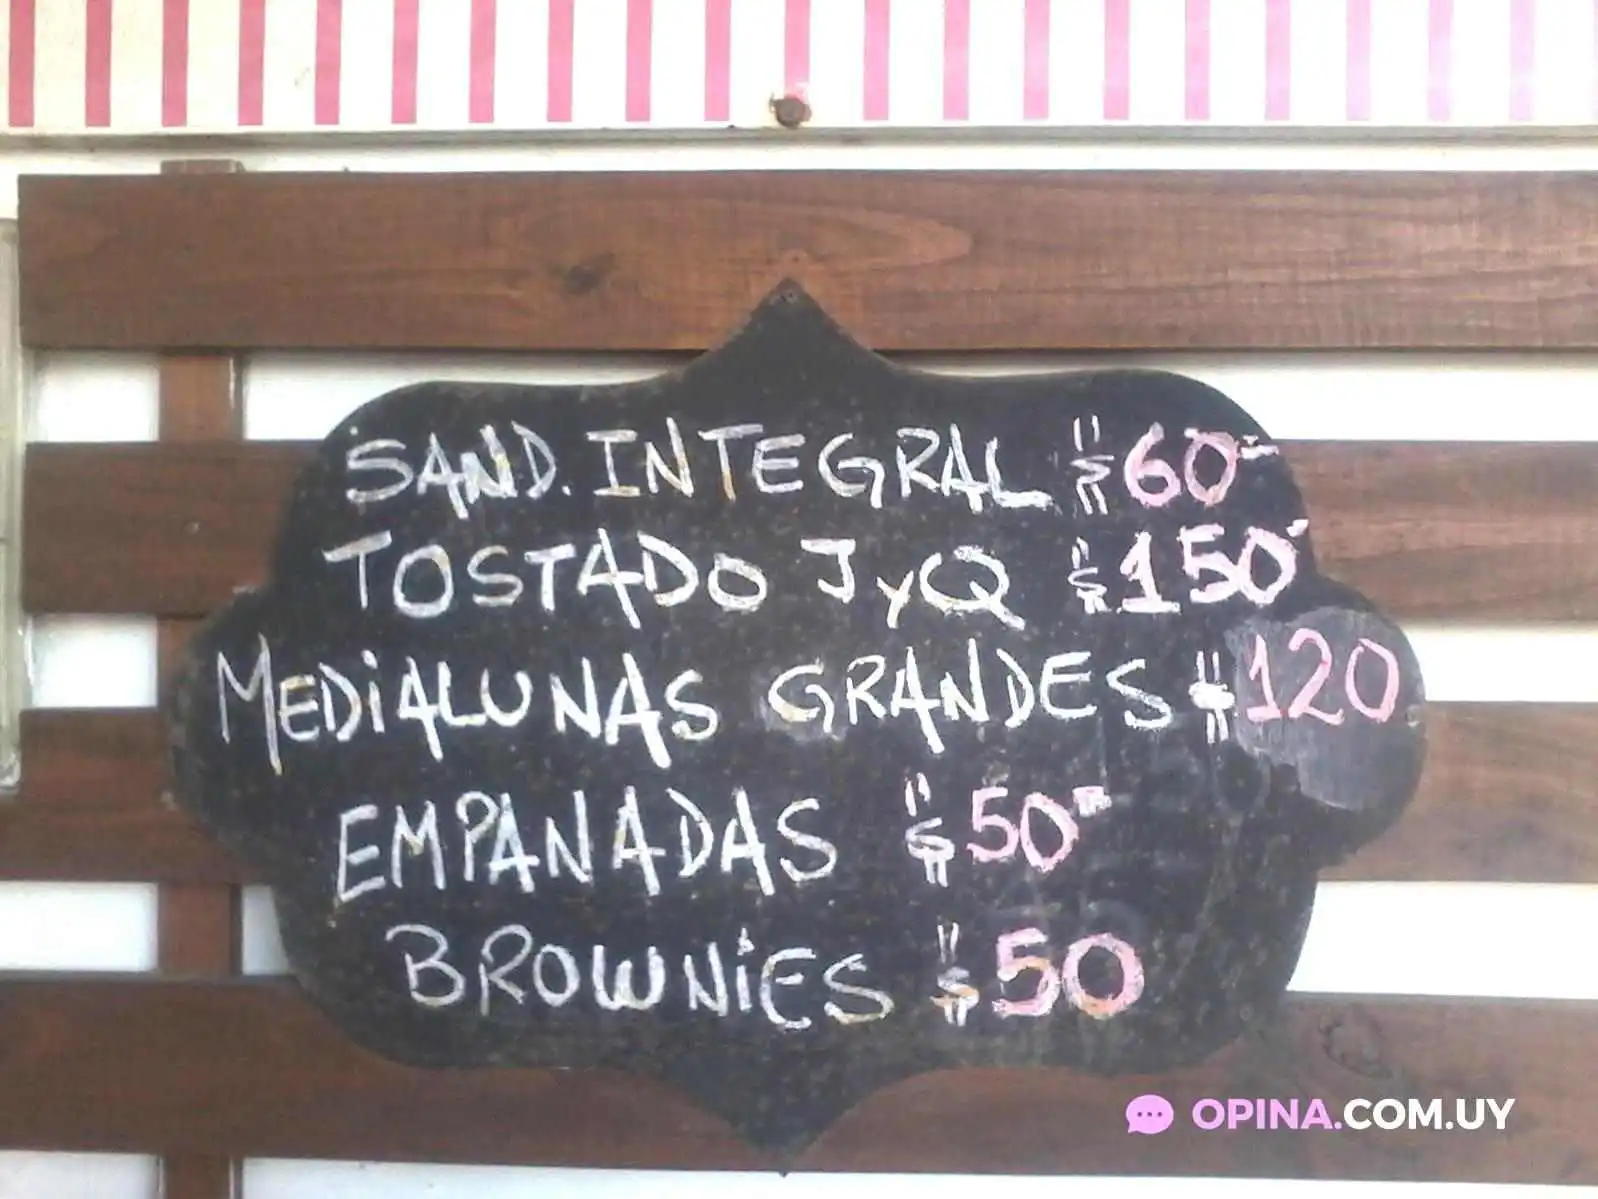 SAND. INTEGRAL $60-
TOSTADO J y Q $150-
MEDIALUNAS GRANDES $120
EMPANADAS $50-
BROWNIES $50
OPINA.COM.UY